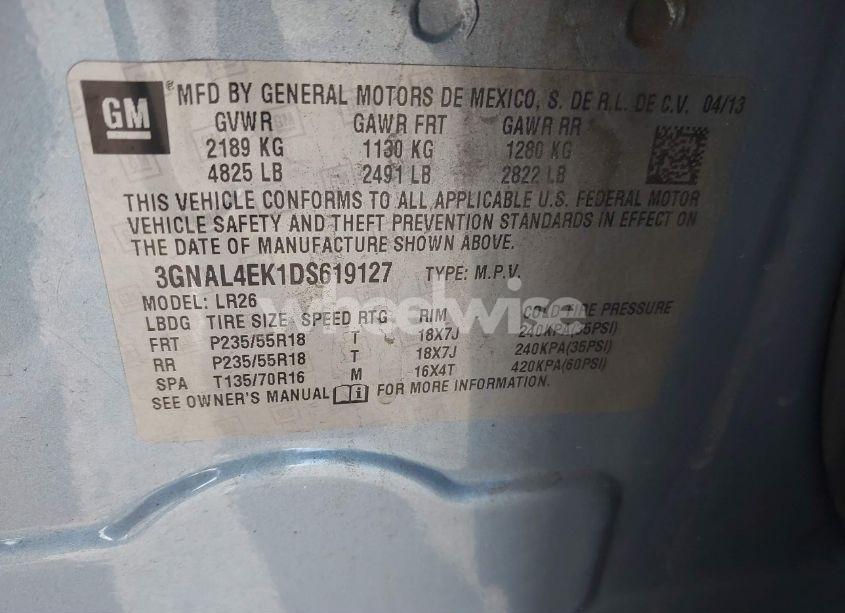 GM
® MFD BY GENERAL MOTORS DE MEXICO, S. DE R.L. DE C.V. 04/13
GVWR GAWR FRT GAWR RR
2189 KG 1130 KG 1280 KG
4825 LB 2491 LB 2822 LB
THIS VEHICLE CONFORMS TO ALL APPLICABLE U.S. FEDERAL MOTOR
VEHICLE SAFETY AND THEFT PREVENTION STANDARDS IN EFFECT ON
THE DATE OF MANUFACTURE SHOWN ABOVE.
3GNAL4EK1DS619127 TYPE: M.P.V.
MODEL: LR26
LBDG TIRE SIZE SPEED RTG RIM COLD TIRE PRESSURE
FRT P235/55R18 T 18X7J 240KPA(35PSI)
RR P235/55R18 T 18X7J 240KPA(35PSI)
SPA T135/70R16 M 16X4T 420KPA(60PSI)
SEE OWNER'S MANUAL FOR MORE INFORMATION.
wheelwise